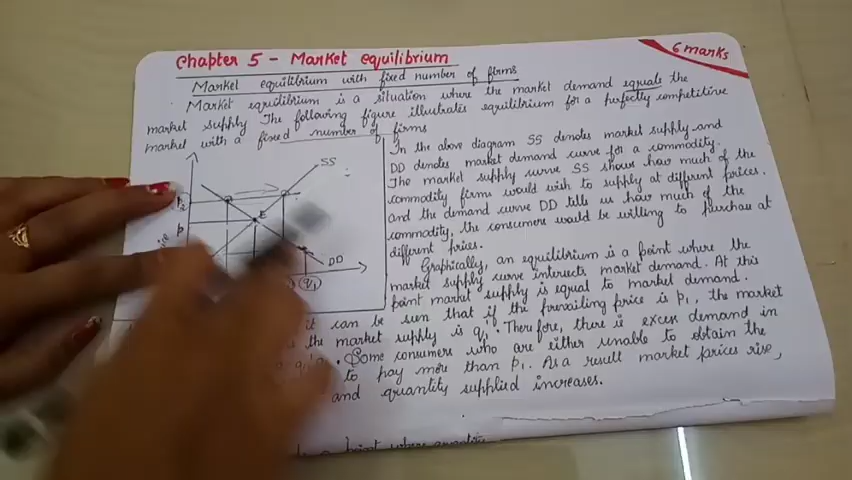 Chapter 5 - Market equilibrium
6 marks
Market equilibrium with fixed number of firms
Market equilibrium is a situation where the market demand equals the
market supply The following figure illustrates equilibrium for a perfectly competitive
market with a fixed number of firms
SS
E
P
DD
q1
In the above diagram SS denotes market supply and
DD denotes market demand curve for a commodity.
The market supply curve SS shows how much of the
commodity firms would wish to supply at different prices.
and the demand curve DD tells us how much of the
commodity, the consumers would be willing to purchase at
different prices.
Graphically, an equilibrium is a point where the
market supply curve intersects market demand. At this
point market supply is equal to market demand.
it can be seen that if the prevailing price is P1, the market
the market supply is q1'. Therefore, there is excess demand in
Some consumers who are either unable to obtain the
to pay more than P1. As a result market prices rise,
and quantity supplied increases.
a point where quantity